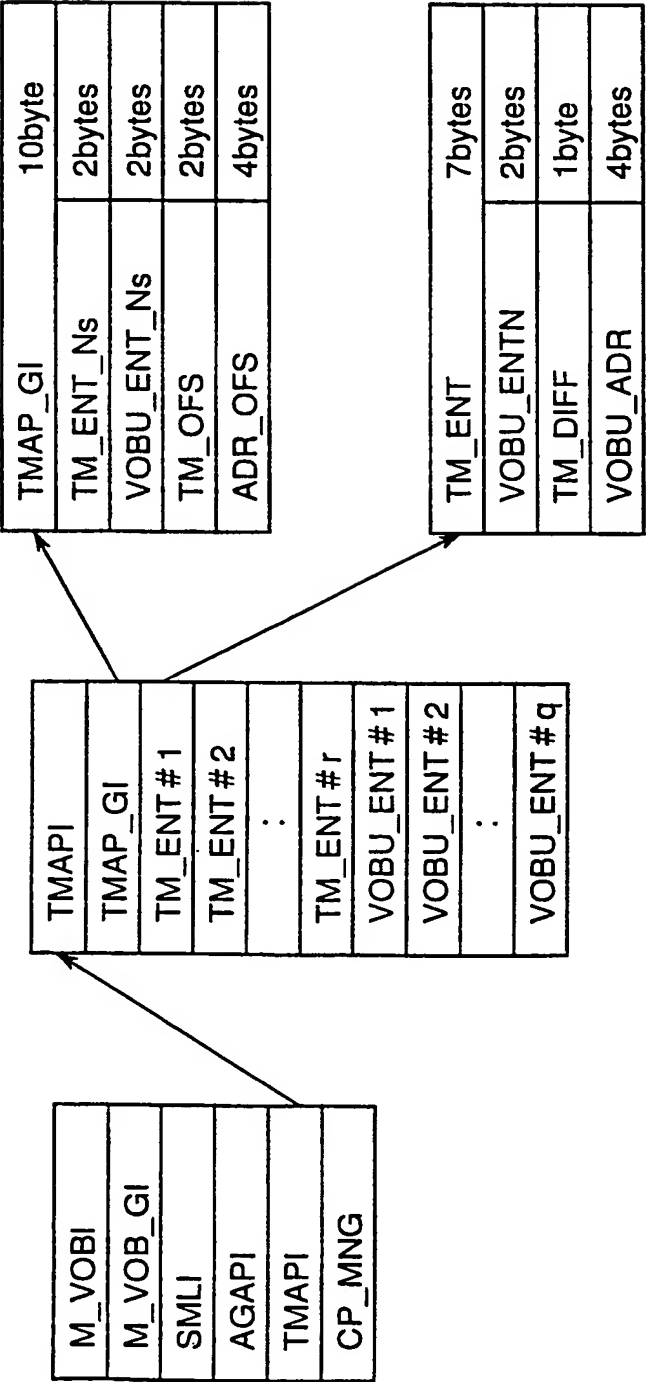 M_VOBI
M_VOB_GI
SMLI
AGAPI
TMAPI
CP_MNG
TMAPI
TMAP_GI
TM_ENT#1
TM_ENT#2
:
TM_ENT#r
VOBU_ENT#1
VOBU_ENT#2
:
VOBU_ENT#q
TMAP_GI 10byte
TM_ENT_Ns 2bytes
VOBU_ENT_Ns 2bytes
TM_OFS 2bytes
ADR_OFS 4bytes
TM_ENT 7bytes
VOBU_ENTN 2bytes
TM_DIFF 1byte
VOBU_ADR 4bytes